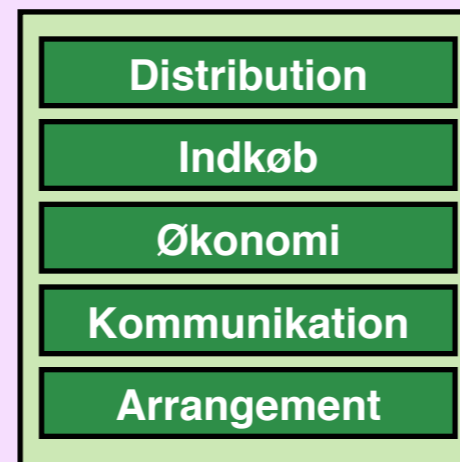 Distribution
Indkøb
Økonomi
Kommunikation
Arrangement